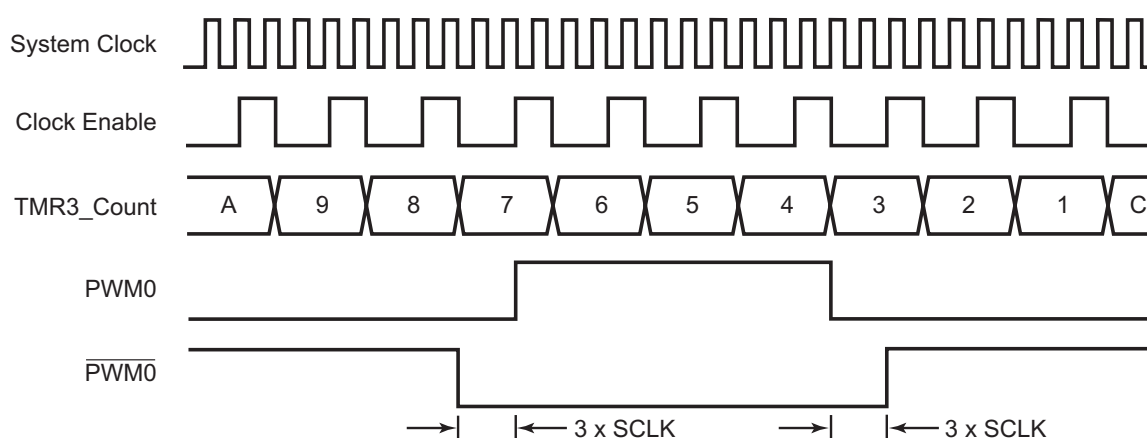 System Clock
Clock Enable
TMR3_Count A 9 8 7 6 5 4 3 2 1 C
PWM0
PWM0
3 x SCLK 3 x SCLK